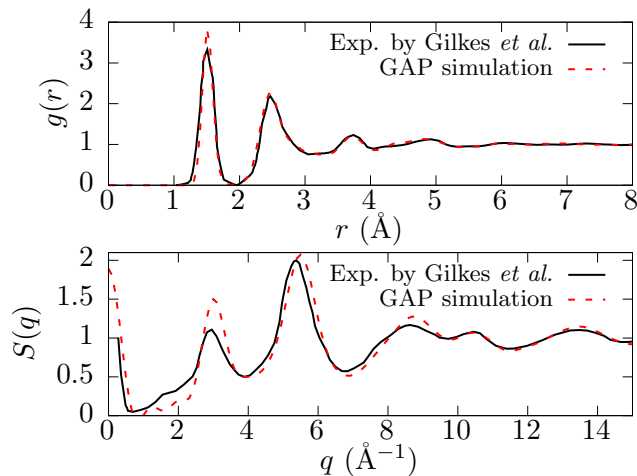 4
3
2
1
0
g(r)
Exp. by Gilkes et al.
GAP simulation
0 1 2 3 4 5 6 7 8
r (Å)
2
1.5
1
0.5
0
S(q)
Exp. by Gilkes et al.
GAP simulation
0 2 4 6 8 10 12 14
q (Å⁻¹)